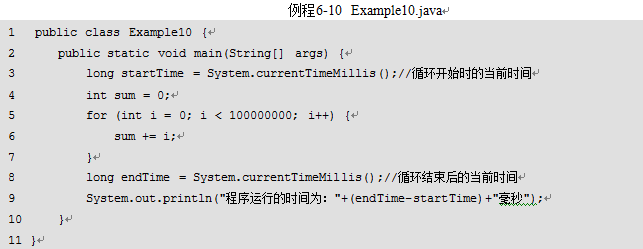 例程6-10 Example10.java↵
1 public class Example10 {↵
2 public static void main(String[] args) {↵
3 long startTime = System.currentTimeMillis();//循环开始时的当前时间↵
4 int sum = 0;↵
5 for (int i = 0; i < 100000000; i++) {↵
6 sum += i;↵
7 }↵
8 long endTime = System.currentTimeMillis();//循环结束后的当前时间↵
9 System.out.println("程序运行的时间为："+(endTime-startTime)+"毫秒");↵
10 }↵
11 }↵